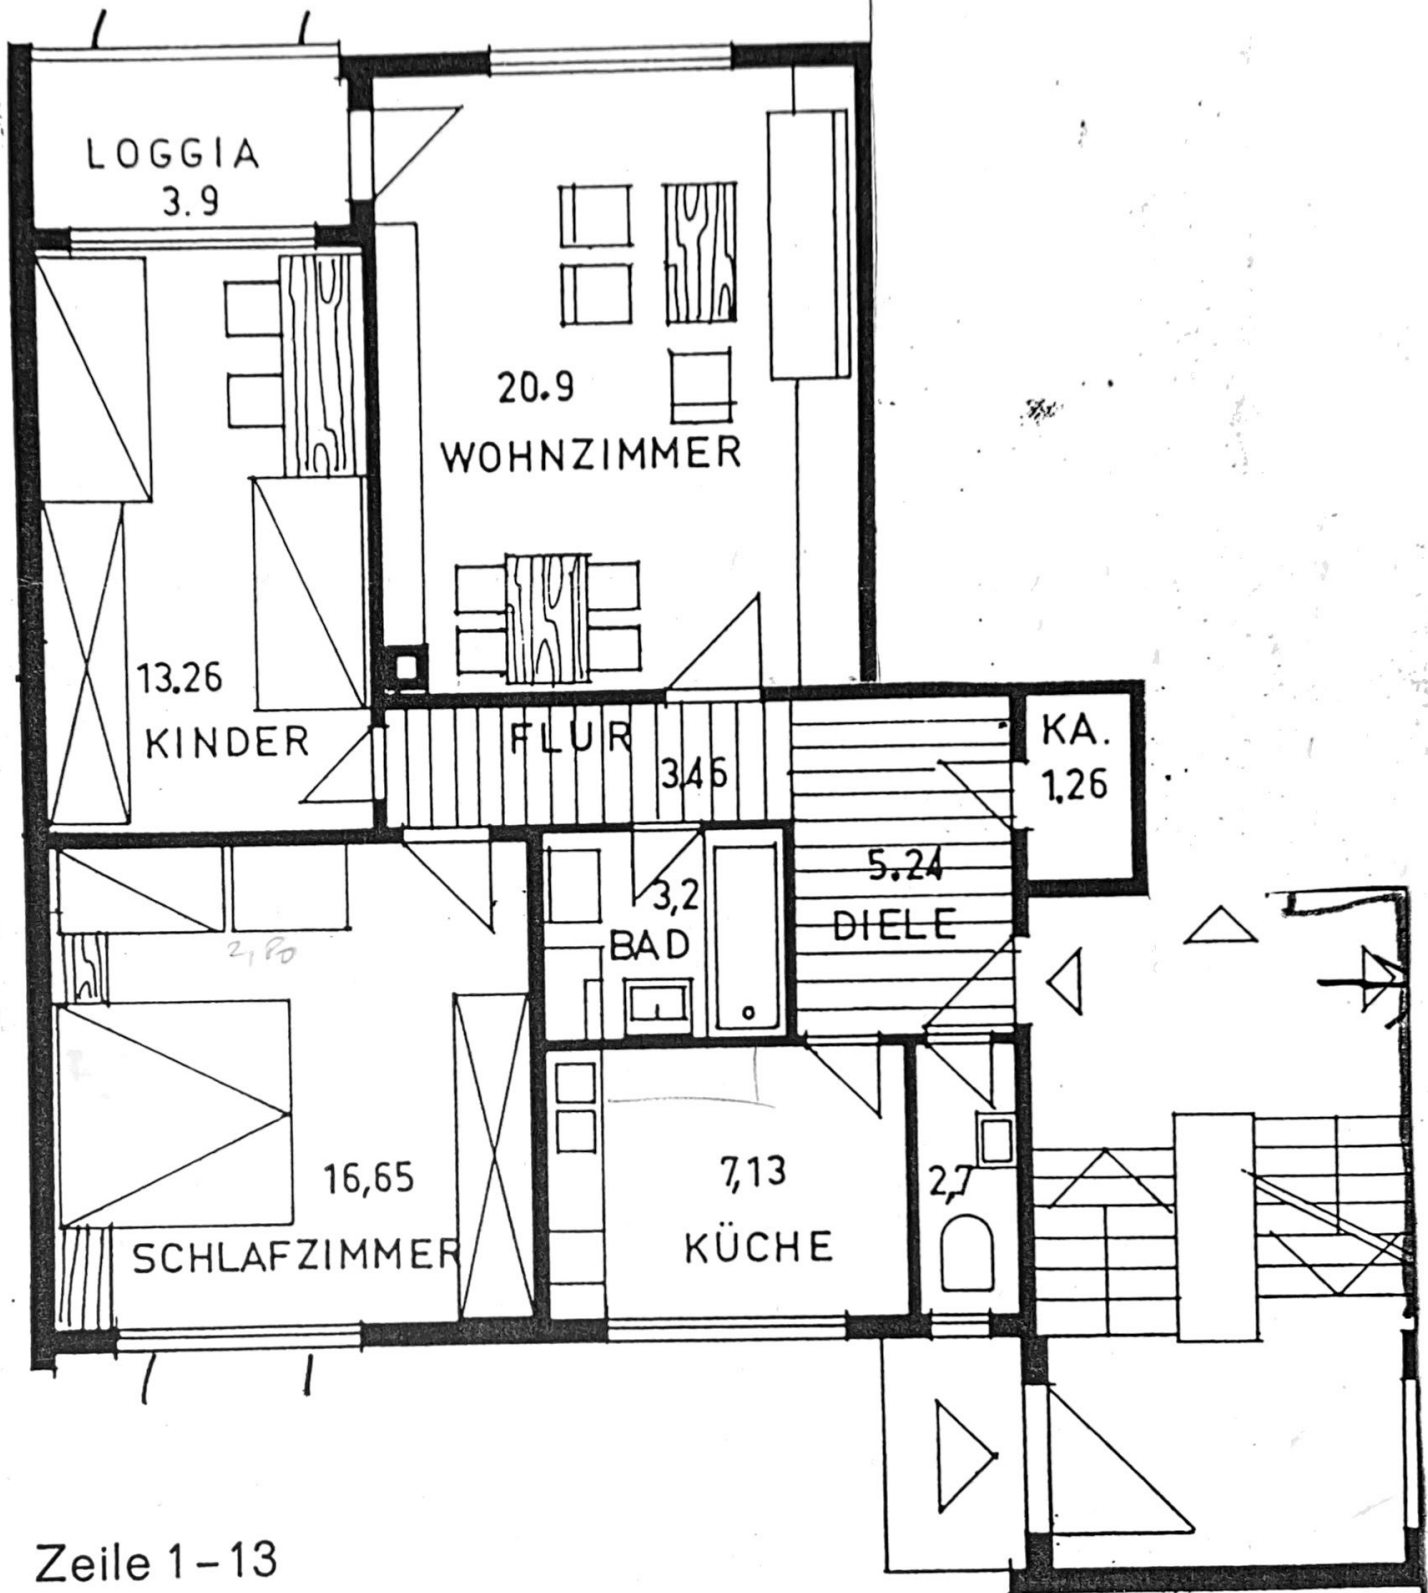 LOGGIA
3.9
20.9
WOHNZIMMER
13.26
KINDER
FLUR
3.46
KA.
1.26
5.24
DIELE
3,2
BAD
2,80
16,65
SCHLAFZIMMER
7,13
KÜCHE
2,7
Zeile 1-13